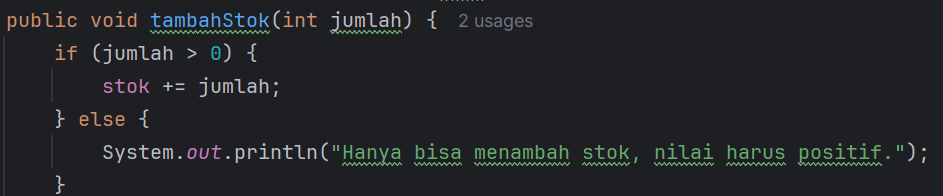 public void tambahStok(int jumlah) { 2 usages
if (jumlah > 0) {
stok += jumlah;
} else {
System.out.println("Hanya bisa menambah stok, nilai harus positif.");
}